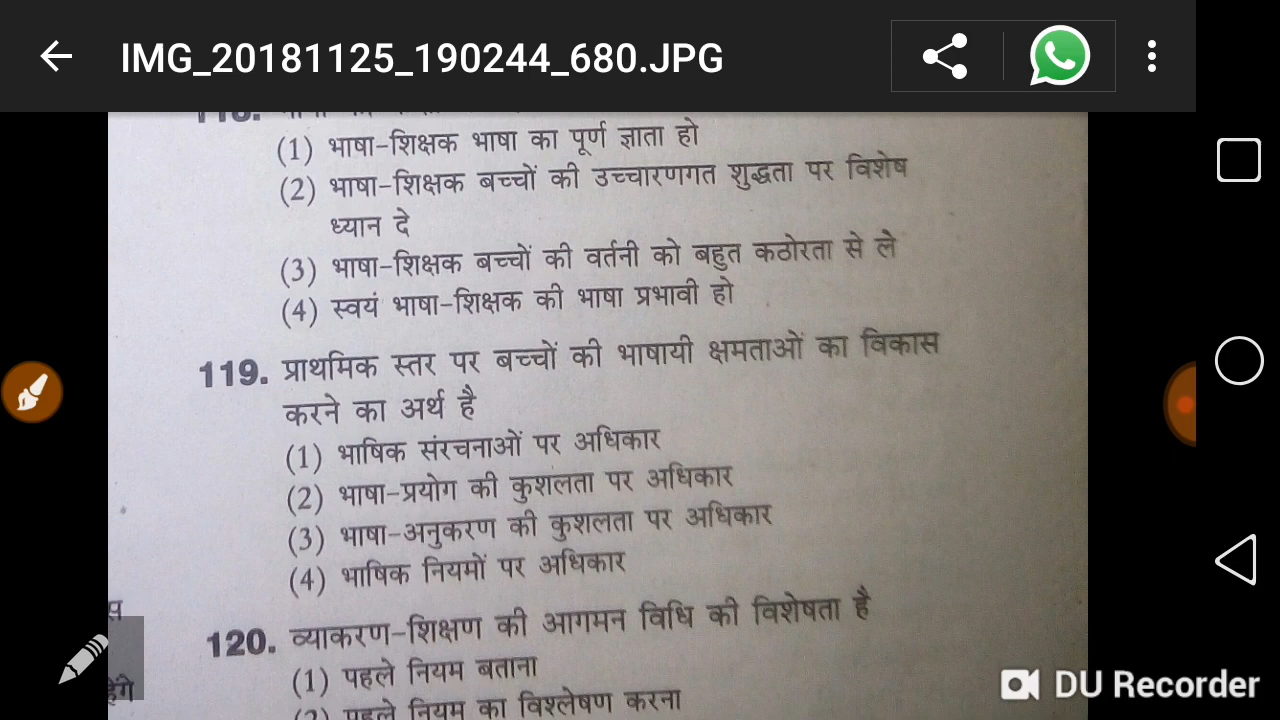 IMG_20181125_190244_680.JPG
(1) भाषा-शिक्षक भाषा का पूर्ण ज्ञाता हो
(2) भाषा-शिक्षक बच्चों की उच्चारणगत शुद्धता पर विशेष
ध्यान दे
(3) भाषा-शिक्षक बच्चों की वर्तनी को बहुत कठोरता से ले
(4) स्वयं भाषा-शिक्षक की भाषा प्रभावी हो
119. प्राथमिक स्तर पर बच्चों की भाषायी क्षमताओं का विकास
करने का अर्थ है
(1) भाषिक संरचनाओं पर अधिकार
(2) भाषा-प्रयोग की कुशलता पर अधिकार
(3) भाषा-अनुकरण की कुशलता पर अधिकार
(4) भाषिक नियमों पर अधिकार
120. व्याकरण-शिक्षण की आगमन विधि की विशेषता है
(1) पहले नियम बताना
(2) पहले नियम का विश्लेषण करना
DU Recorder